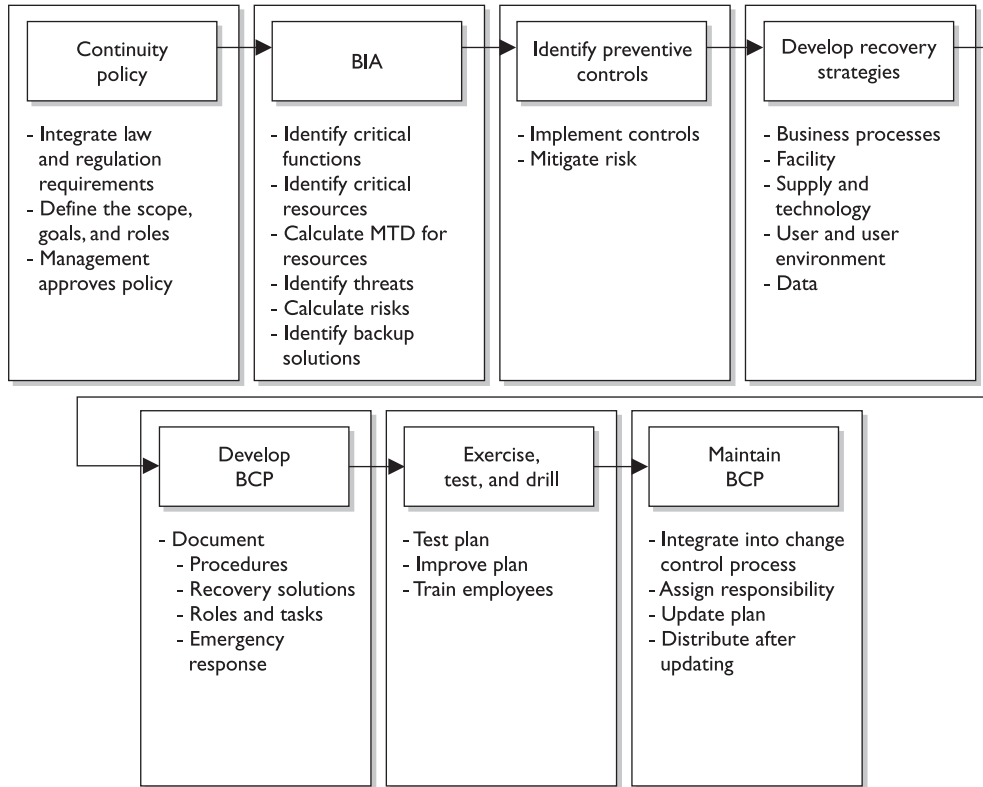 Continuity
policy
- Integrate law
and regulation
requirements
- Define the scope,
goals, and roles
- Management
approves policy
BIA
- Identify critical
functions
- Identify critical
resources
- Calculate MTD for
resources
- Identify threats
- Calculate risks
- Identify backup
solutions
Identify preventive
controls
- Implement controls
- Mitigate risk
Develop recovery
strategies
- Business processes
- Facility
- Supply and
technology
- User and user
environment
- Data
Develop
BCP
- Document
- Procedures
- Recovery solutions
- Roles and tasks
- Emergency
response
Exercise,
test, and drill
- Test plan
- Improve plan
- Train employees
Maintain
BCP
- Integrate into change
control process
- Assign responsibility
- Update plan
- Distribute after
updating